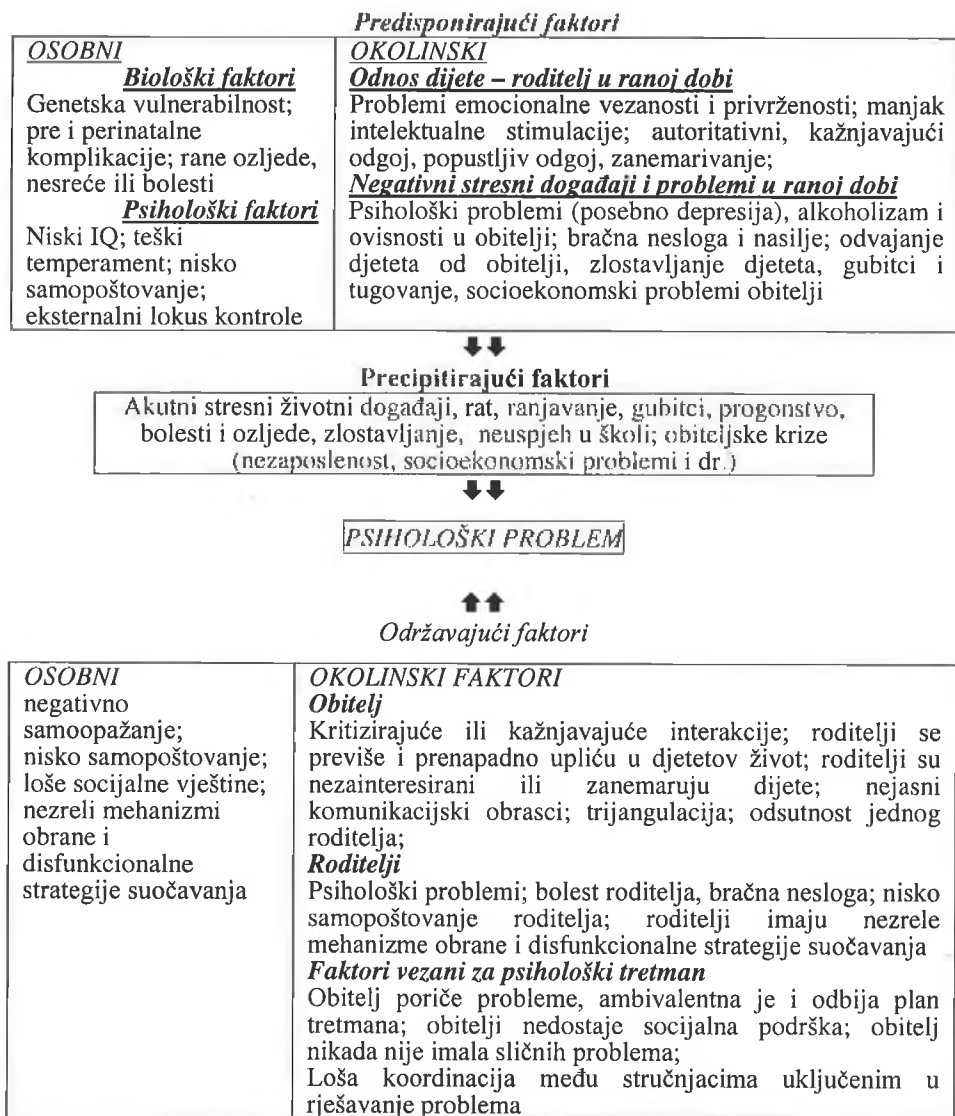 Predisponirajući faktori
OSOBNI
Biološki faktori
Genetska vulnerabilnost;
pre i perinatalne
komplikacije; rane ozljede,
nesreće ili bolesti
Psihološki faktori
Niski IQ; teški
temperament; nisko
samopoštovanje;
eksternalni lokus kontrole
OKOLINSKI
Odnos dijete – roditelj u ranoj dobi
Problemi emocionalne vezanosti i privrženosti; manjak
intelektualne stimulacije; autoritativni, kažnjavajući
odgoj, popustljiv odgoj, zanemarivanje;
Negativni stresni događaji i problemi u ranoj dobi
Psihološki problemi (posebno depresija), alkoholizam i
ovisnosti u obitelji; bračna nesloga i nasilje; odvajanje
djeteta od obitelji, zlostavljanje djeteta, gubitci i
tugovanje, socioekonomski problemi obitelji
Precipitirajući faktori
Akutni stresni životni događaji, rat, ranjavanje, gubitci, progonstvo,
bolesti i ozljede, zlostavljanje, neuspjeh u školi; obiteljske krize
(nezaposlenost, socioekonomski problemi i dr.)
PSIHOLOŠKI PROBLEM
Održavajući faktori
OSOBNI
negativno
samoopažanje;
nisko samopoštovanje;
loše socijalne vještine;
nezreli mehanizmi
obrane i
disfunkcionalne
strategije suočavanja
OKOLINSKI FAKTORI
Obitelj
Kritizirajuće ili kažnjavajuće interakcije; roditelji se
previše i prenapadno upliću u djetetov život; roditelji su
nezainteresirani ili zanemaruju dijete; nejasni
komunikacijski obrasci; trijangulacija; odsutnost jednog
roditelja;
Roditelji
Psihološki problemi; bolest roditelja, bračna nesloga; nisko
samopoštovanje roditelja; roditelji imaju nezrele
mehanizme obrane i disfunkcionalne strategije suočavanja
Faktori vezani za psihološki tretman
Obitelj poriče probleme, ambivalentna je i odbija plan
tretmana; obitelji nedostaje socijalna podrška; obitelj
nikada nije imala sličnih problema;
Loša koordinacija među stručnjacima uključenim u
rješavanje problema